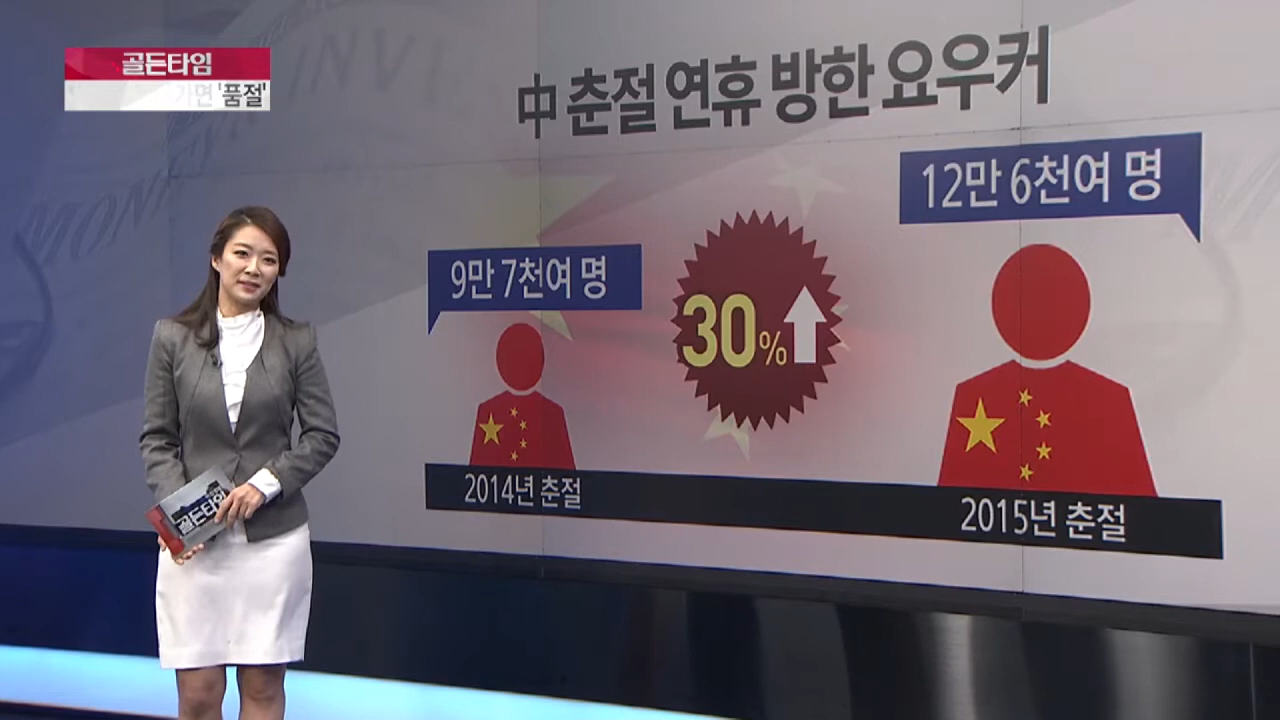 골든타임
가면 '품절'
中 춘절 연휴 방한 요우커
9만 7천여 명
30%
12만 6천여 명
2014년 춘절
2015년 춘절
골든타임